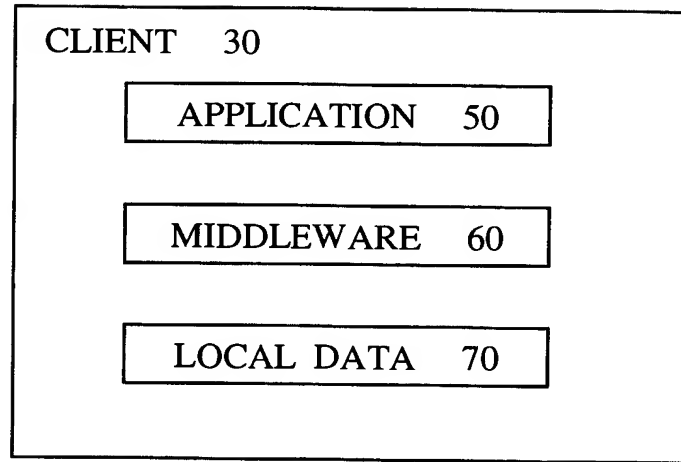 CLIENT 30
APPLICATION 50
MIDDLEWARE 60
LOCAL DATA 70